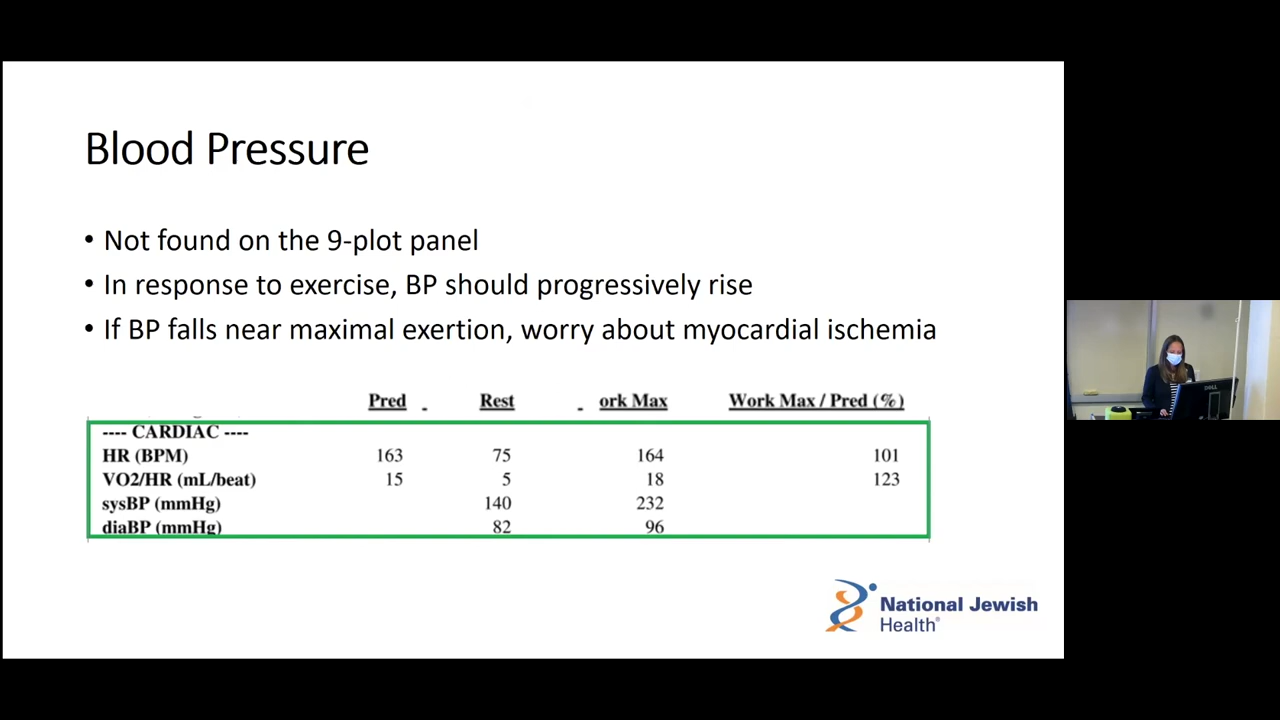 Blood Pressure
• Not found on the 9-plot panel
• In response to exercise, BP should progressively rise
• If BP falls near maximal exertion, worry about myocardial ischemia
Pred Rest ork Max Work Max / Pred (%)
---- CARDIAC ----
HR (BPM) 163 75 164 101
VO2/HR (mL/beat) 15 5 18 123
sysBP (mmHg) 140 232
diaBP (mmHg) 82 96
National Jewish
Health®
DELL